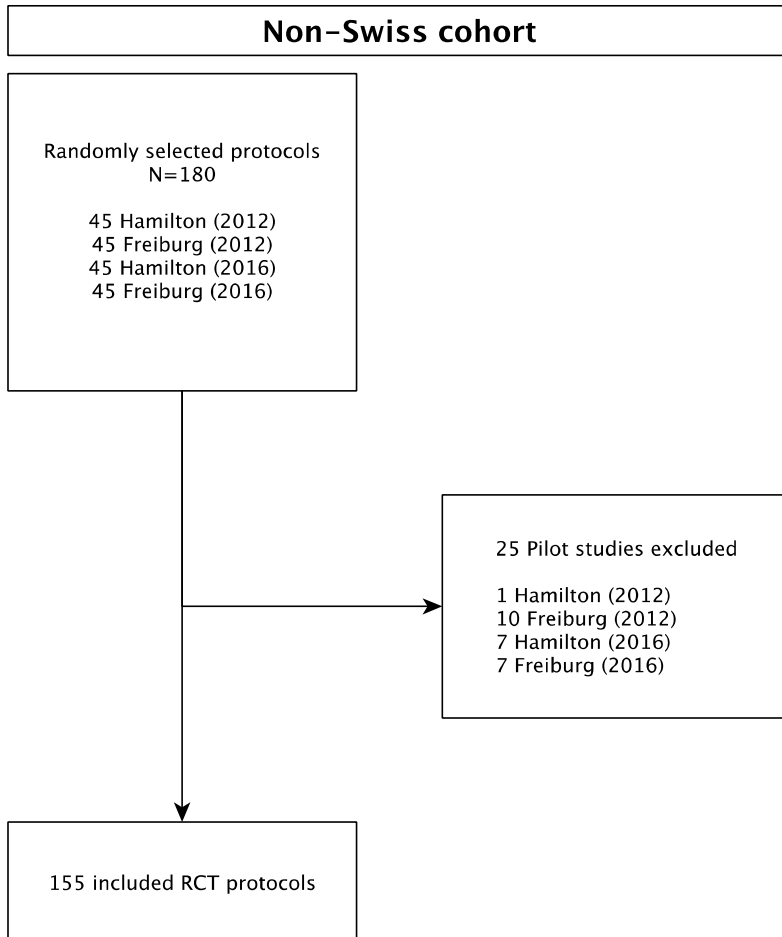 Non-Swiss cohort
Randomly selected protocols
N=180
45 Hamilton (2012)
45 Freiburg (2012)
45 Hamilton (2016)
45 Freiburg (2016)
25 Pilot studies excluded
1 Hamilton (2012)
10 Freiburg (2012)
7 Hamilton (2016)
7 Freiburg (2016)
155 included RCT protocols